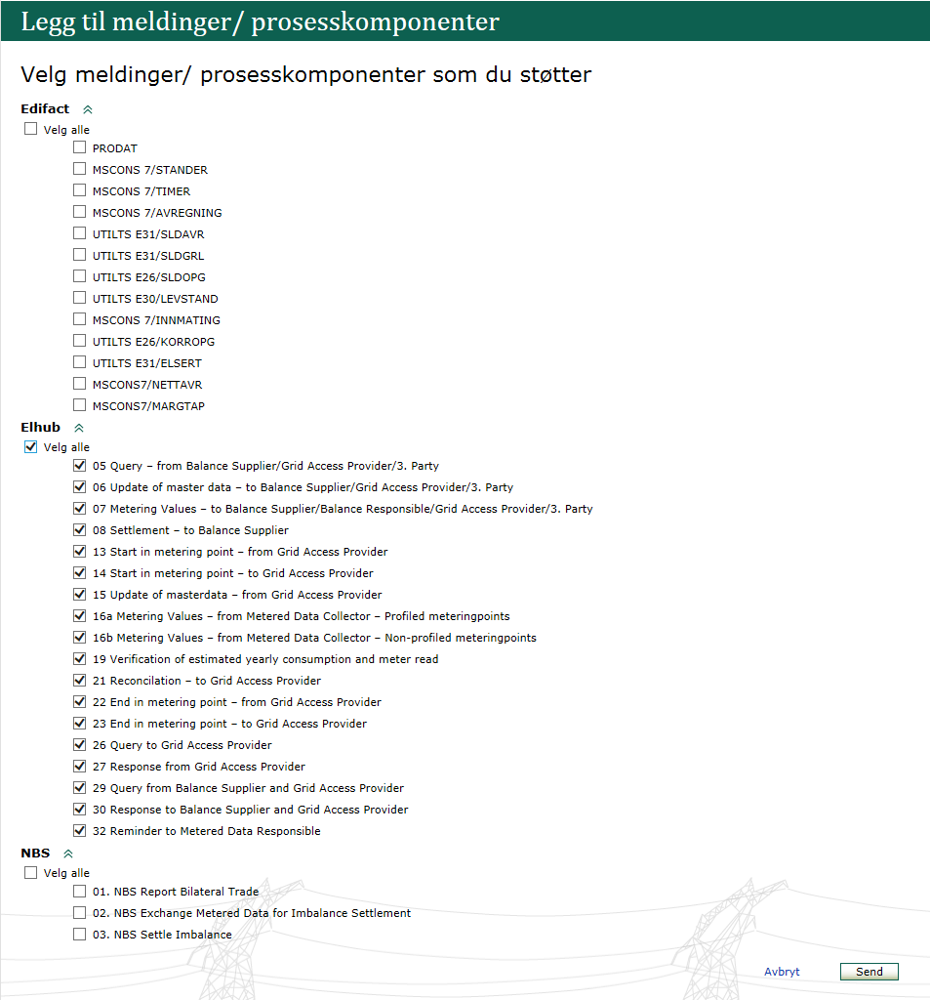 Legg til meldinger/ prosesskomponenter
Velg meldinger/ prosesskomponenter som du støtter
Edifact
Velg alle
PRODAT
MSCONS 7/STANDER
MSCONS 7/TIMER
MSCONS 7/AVREGNING
UTILTS E31/SLDAVR
UTILTS E31/SLDGRL
UTILTS E26/SLDOPG
UTILTS E30/LEVSTAND
MSCONS 7/INNMATING
UTILTS E26/KORROPG
UTILTS E31/ELSERT
MSCONS7/NETTAVR
MSCONS7/MARGTAP
Elhub
Velg alle
05 Query – from Balance Supplier/Grid Access Provider/3. Party
06 Update of master data – to Balance Supplier/Grid Access Provider/3. Party
07 Metering Values – to Balance Supplier/Balance Responsible/Grid Access Provider/3. Party
08 Settlement – to Balance Supplier
13 Start in metering point – from Grid Access Provider
14 Start in metering point – to Grid Access Provider
15 Update of masterdata – from Grid Access Provider
16a Metering Values – from Metered Data Collector – Profiled meteringpoints
16b Metering Values – from Metered Data Collector – Non-profiled meteringpoints
19 Verification of estimated yearly consumption and meter read
21 Reconcilation – to Grid Access Provider
22 End in metering point – from Grid Access Provider
23 End in metering point – to Grid Access Provider
26 Query to Grid Access Provider
27 Response from Grid Access Provider
29 Query from Balance Supplier and Grid Access Provider
30 Response to Balance Supplier and Grid Access Provider
32 Reminder to Metered Data Responsible
NBS
Velg alle
01. NBS Report Bilateral Trade
02. NBS Exchange Metered Data for Imbalance Settlement
03. NBS Settle Imbalance
Avbryt Send